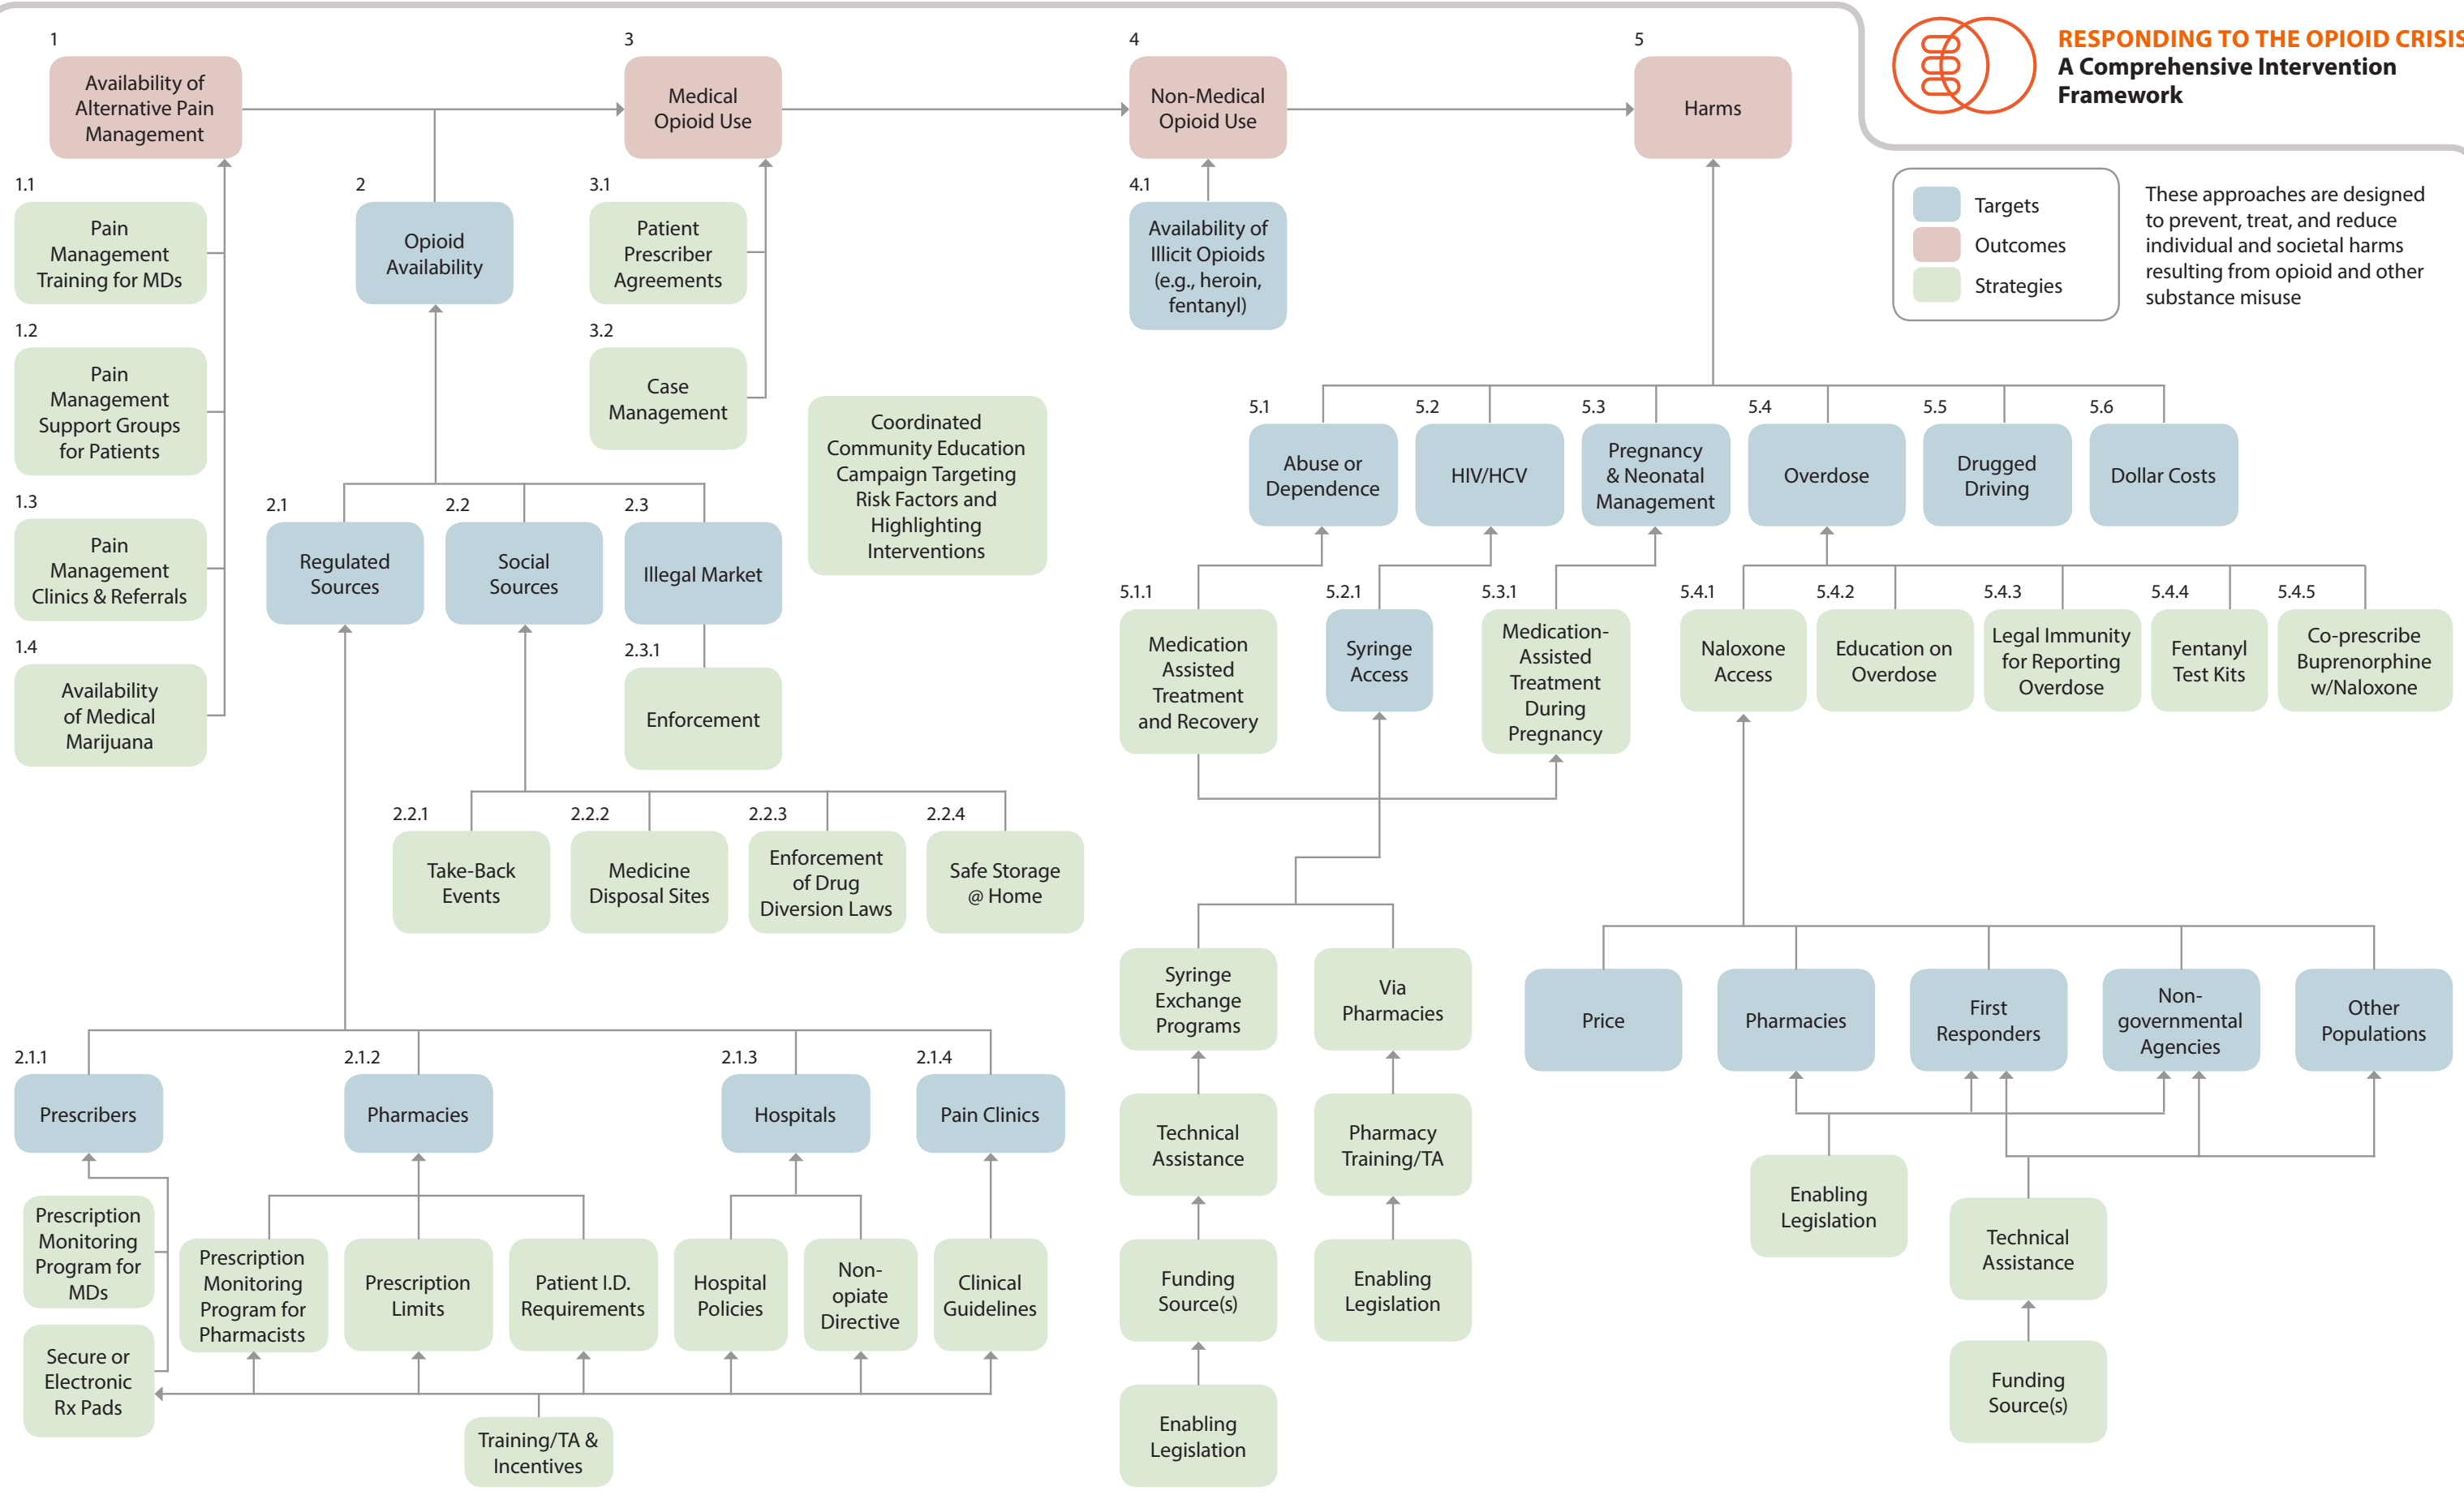 RESPONDING TO THE OPIOID CRISIS
A Comprehensive Intervention
Framework
Targets
Outcomes
Strategies
These approaches are designed
to prevent, treat, and reduce
individual and societal harms
resulting from opioid and other
substance misuse
1
Availability of
Alternative Pain
Management
3
Medical
Opioid Use
4
Non-Medical
Opioid Use
5
Harms
1.1
Pain
Management
Training for MDs
1.2
Pain
Management
Support Groups
for Patients
1.3
Pain
Management
Clinics & Referrals
1.4
Availability
of Medical
Marijuana
2
Opioid
Availability
3.1
Patient
Prescriber
Agreements
3.2
Case
Management
4.1
Availability of
Illicit Opioids
(e.g., heroin,
fentanyl)
Coordinated
Community Education
Campaign Targeting
Risk Factors and
Highlighting
Interventions
2.1
Regulated
Sources
2.2
Social
Sources
2.3
Illegal Market
2.3.1
Enforcement
2.2.1
Take-Back
Events
2.2.2
Medicine
Disposal Sites
2.2.3
Enforcement
of Drug
Diversion Laws
2.2.4
Safe Storage
@ Home
2.1.1
Prescribers
2.1.2
Pharmacies
2.1.3
Hospitals
2.1.4
Pain Clinics
Prescription
Monitoring
Program for
MDs
Secure or
Electronic
Rx Pads
Prescription
Monitoring
Program for
Pharmacists
Prescription
Limits
Patient I.D.
Requirements
Hospital
Policies
Non-
opiate
Directive
Clinical
Guidelines
Training/TA &
Incentives
5.1
Abuse or
Dependence
5.2
HIV/HCV
5.3
Pregnancy
& Neonatal
Management
5.4
Overdose
5.5
Drugged
Driving
5.6
Dollar Costs
5.1.1
Medication
Assisted
Treatment
and Recovery
5.2.1
Syringe
Access
5.3.1
Medication-
Assisted
Treatment
During
Pregnancy
5.4.1
Naloxone
Access
5.4.2
Education on
Overdose
5.4.3
Legal Immunity
for Reporting
Overdose
5.4.4
Fentanyl
Test Kits
5.4.5
Co-prescribe
Buprenorphine
w/Naloxone
Syringe
Exchange
Programs
Via
Pharmacies
Technical
Assistance
Pharmacy
Training/TA
Funding
Source(s)
Enabling
Legislation
Enabling
Legislation
Price
Pharmacies
First
Responders
Non-
governmental
Agencies
Other
Populations
Enabling
Legislation
Technical
Assistance
Funding
Source(s)